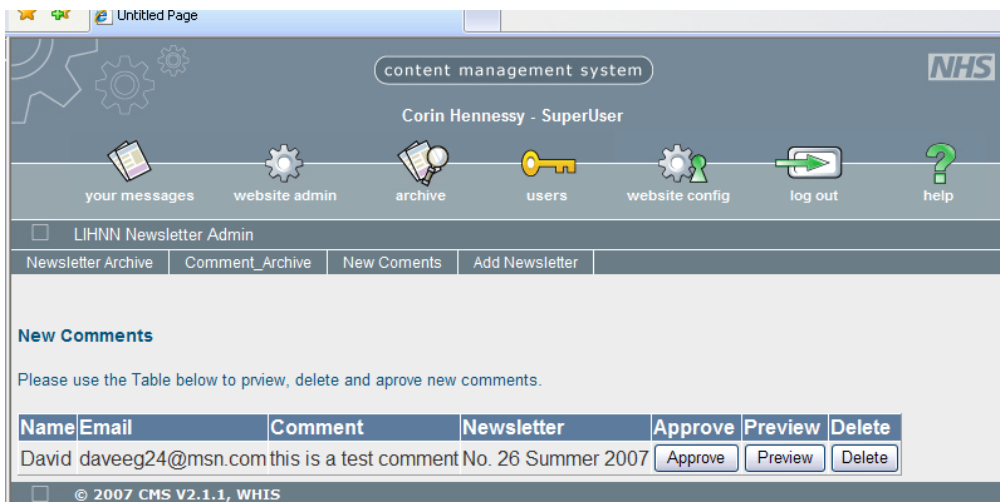 Untitled Page
content management system
NHS
Corin Hennessy - SuperUser
your messages website admin archive users website config log out help
LIHNN Newsletter Admin
Newsletter Archive Comment_Archive New Coments Add Newsletter
New Comments
Please use the Table below to prview, delete and aprove new comments.
Name Email Comment Newsletter Approve Preview Delete
David daveeg24@msn.com this is a test comment No. 26 Summer 2007 Approve Preview Delete
© 2007 CMS V2.1.1, WHIS